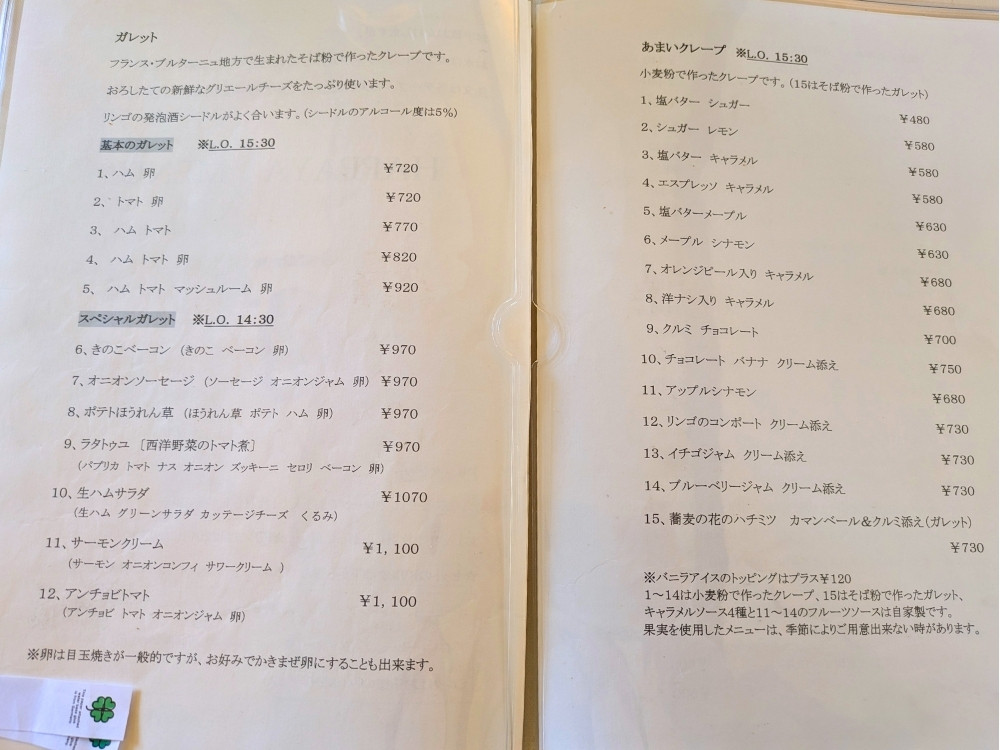 ガレット
フランス・ブルターニュ地方で生まれたそば粉で作ったクレープです。
おろしたての新鮮なグリエールチーズをたっぷり使います。
リンゴの発泡酒シードルがよく合います。(シードルのアルコール度は5%)
基本のガレット ※L.O. 15:30
1、ハム 卵 ¥720
2、トマト 卵 ¥720
3、 ハム トマト ¥770
4、 ハム トマト 卵 ¥820
5、 ハム トマト マッシュルーム 卵 ¥920
スペシャルガレット ※L.O. 14:30
6、きのこベーコン (きのこ ベーコン 卵) ¥970
7、オニオンソーセージ (ソーセージ オニオンジャム 卵) ¥970
8、ポテトほうれん草 (ほうれん草 ポテト ハム 卵) ¥970
9、ラタトゥユ [西洋野菜のトマト煮] ¥970
(パプリカ トマト ナス オニオン ズッキーニ セロリ ベーコン 卵)
10、生ハムサラダ ¥1070
(生ハム グリーンサラダ カッテージチーズ くるみ)
11、サーモンクリーム ¥1,100
(サーモン オニオンコンフィ サワークリーム )
12、アンチョビトマト ¥1,100
(アンチョビ トマト オニオンジャム 卵)
※卵は目玉焼きが一般的ですが、お好みでかきまぜ卵にすることも出来ます。
あまいクレープ ※L.O. 15:30
小麦粉で作ったクレープです。(15はそば粉で作ったガレット)
1、塩バター シュガー ¥480
2、シュガー レモン ¥580
3、塩バター キャラメル ¥580
4、エスプレッソ キャラメル ¥580
5、塩バターメープル ¥630
6、メープル シナモン ¥630
7、オレンジピール入り キャラメル ¥680
8、洋ナシ入り キャラメル ¥680
9、クルミ チョコレート ¥700
10、チョコレート バナナ クリーム添え ¥750
11、アップルシナモン ¥680
12、リンゴのコンポート クリーム添え ¥730
13、イチゴジャム クリーム添え ¥730
14、ブルーベリージャム クリーム添え ¥730
15、蕎麦の花のハチミツ カマンベール&クルミ添え(ガレット)
¥730
※バニラアイスのトッピングはプラス¥120
1〜14は小麦粉で作ったクレープ、15はそば粉で作ったガレット、
キャラメルソース4種と11〜14のフルーツソースは自家製です。
果実を使用したメニューは、季節によりご用意出来ない時があります。